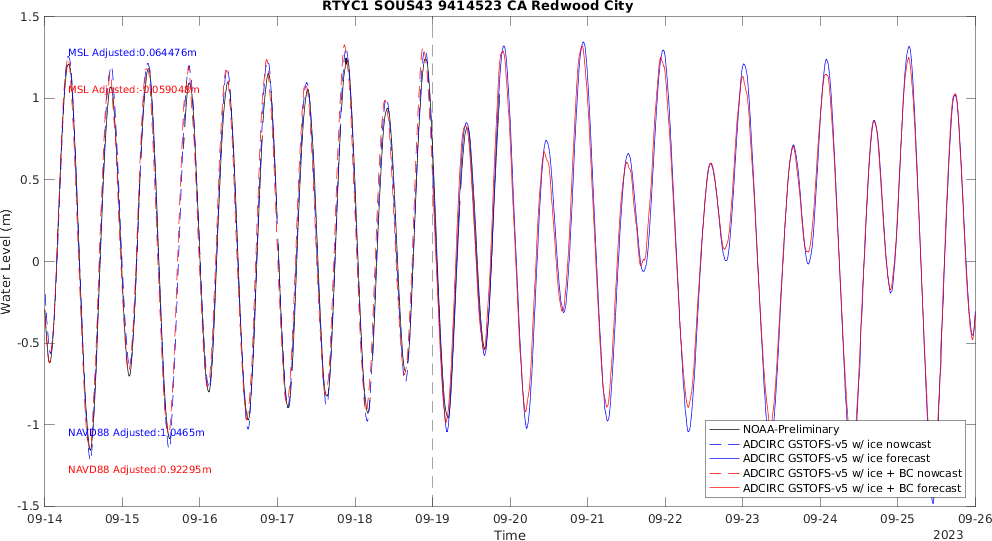 RTYC1 SOUS43 9414523 CA Redwood City
Water Level (m)
1.5
1
0.5
0
-0.5
-1
-1.5
MSL Adjusted:0.064476m
MSL Adjusted:-0.059048m
NAVD88 Adjusted:1.0465m
NAVD88 Adjusted:0.92295m
NOAA-Preliminary
ADCIRC GSTOFS-v5 w/ ice nowcast
ADCIRC GSTOFS-v5 w/ ice forecast
ADCIRC GSTOFS-v5 w/ ice + BC nowcast
ADCIRC GSTOFS-v5 w/ ice + BC forecast
09-14 09-15 09-16 09-17 09-18 09-19 09-20 09-21 09-22 09-23 09-24 09-25 09-26
Time
2023